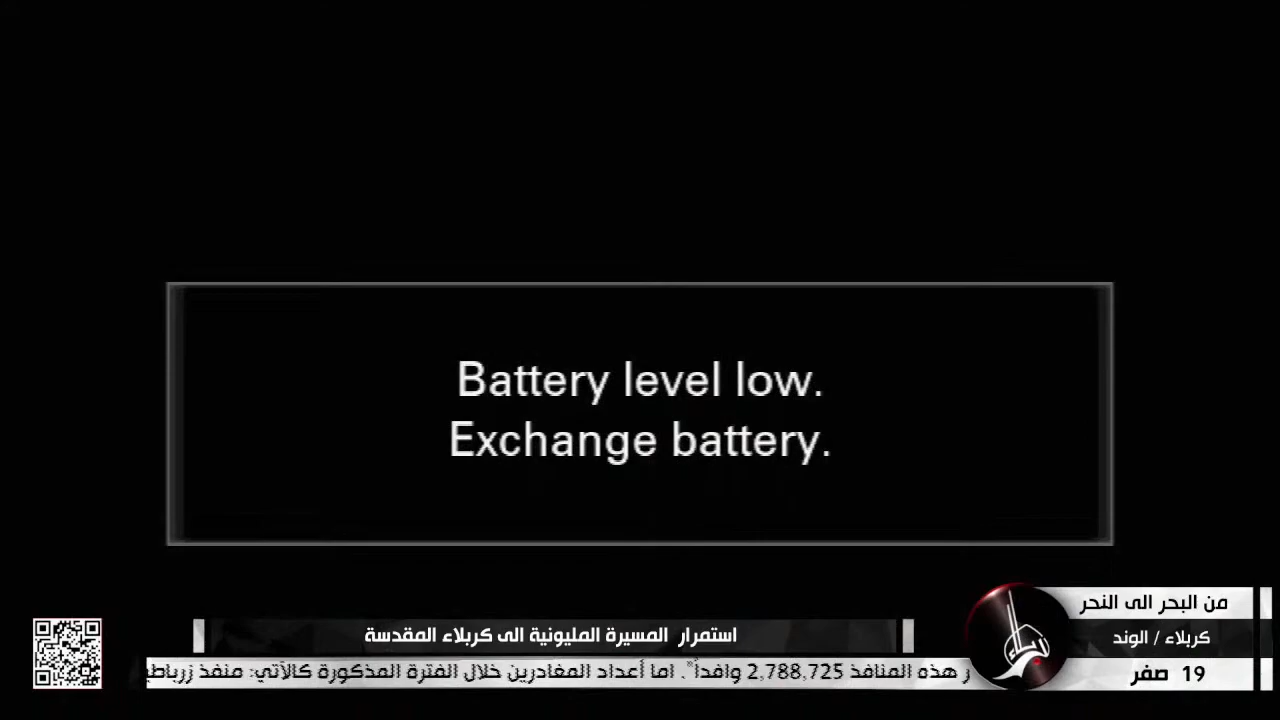 Battery level low.
Exchange battery.
من البحر الى النحر
استمرار المسيرة المليونية الى كربلاء المقدسة
كربلاء / الوند
هذه المنافذ 2,788,725 وافداً". اما أعداد المغادرين خلال الفترة المذكورة كالآتي: منفذ
19 صفر